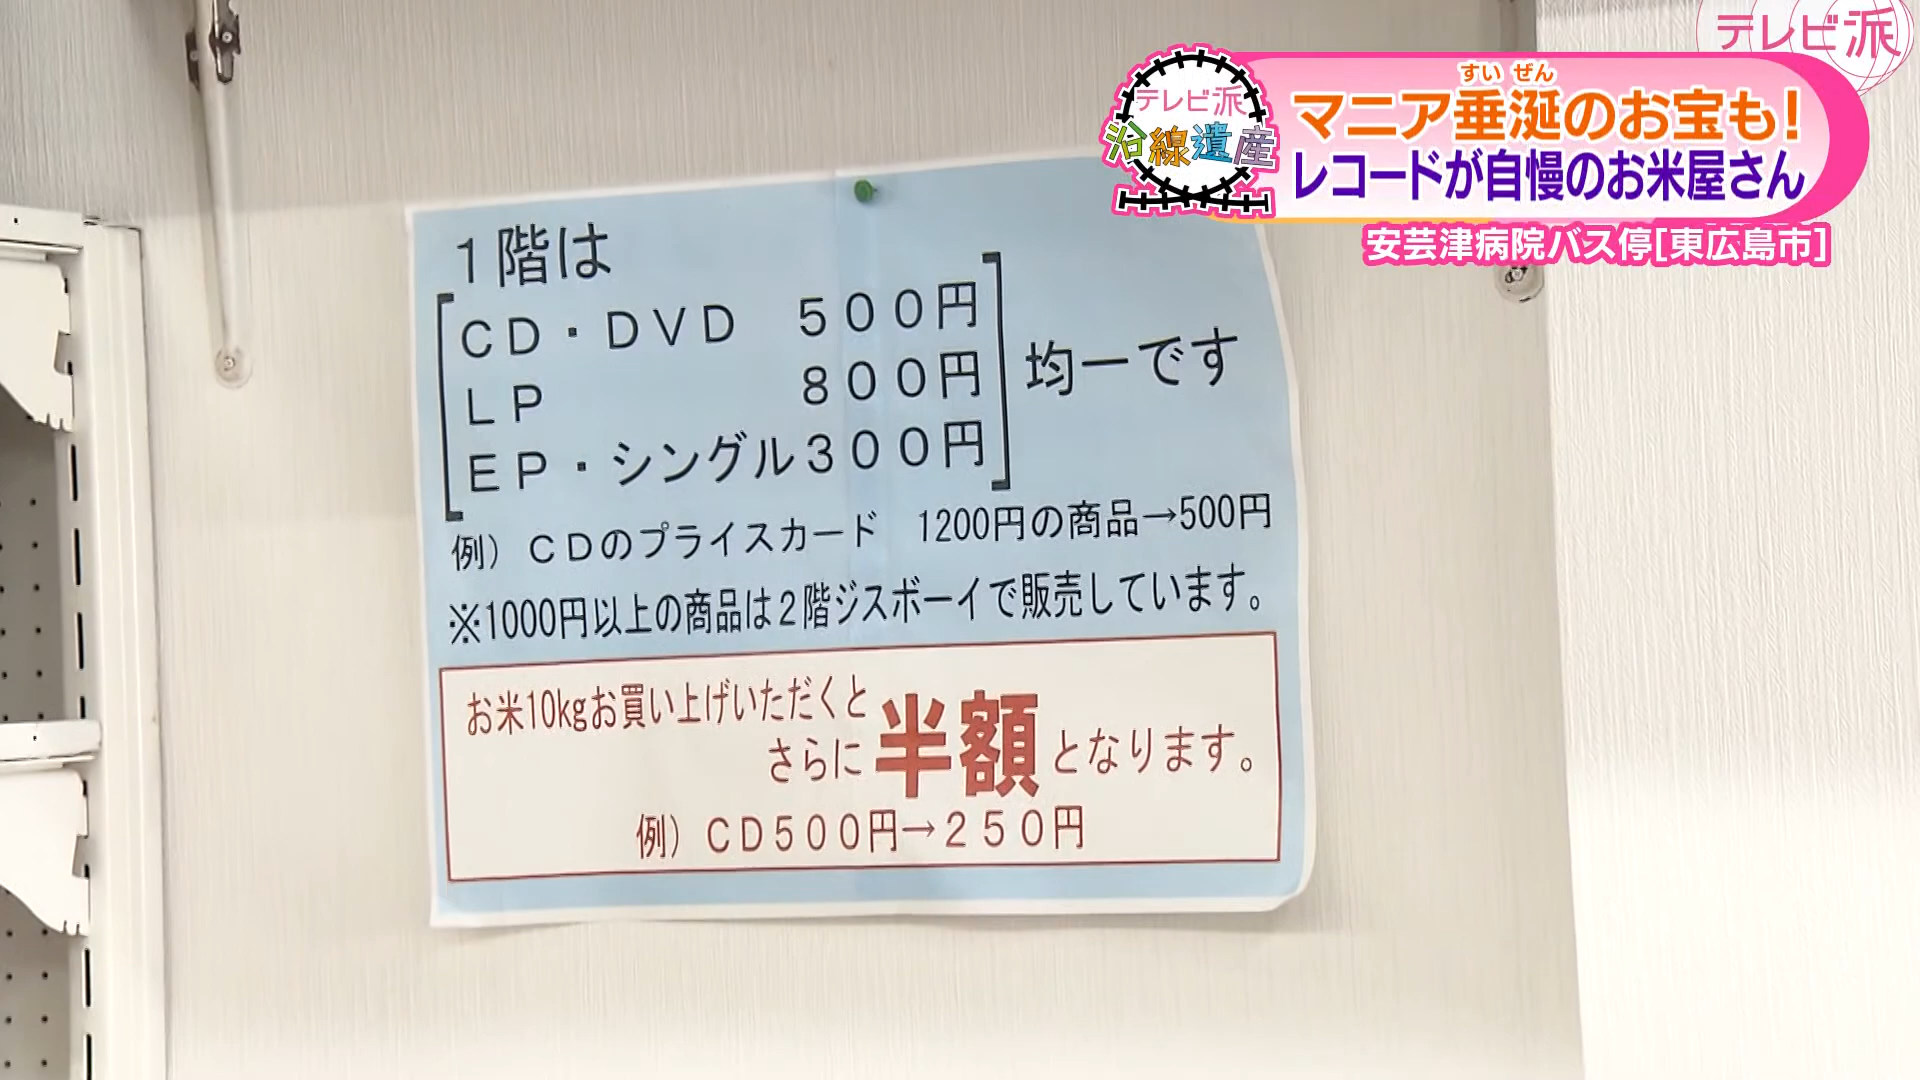 テレビ派
テレビ派
沿線遺産
すい ぜん
マニア垂涎のお宝も!
レコードが自慢のお米屋さん
安芸津病院バス停[東広島市]
１階は
ＣＤ・ＤＶＤ　５００円
ＬＰ　８００円
ＥＰ・シングル３００円
均一です
例）ＣＤのプライスカード　1200円の商品→500円
※1000円以上の商品は２階ジスボーイで販売しています。
お米10kgお買い上げいただくと
さらに半額となります。
例）ＣＤ５００円→２５０円